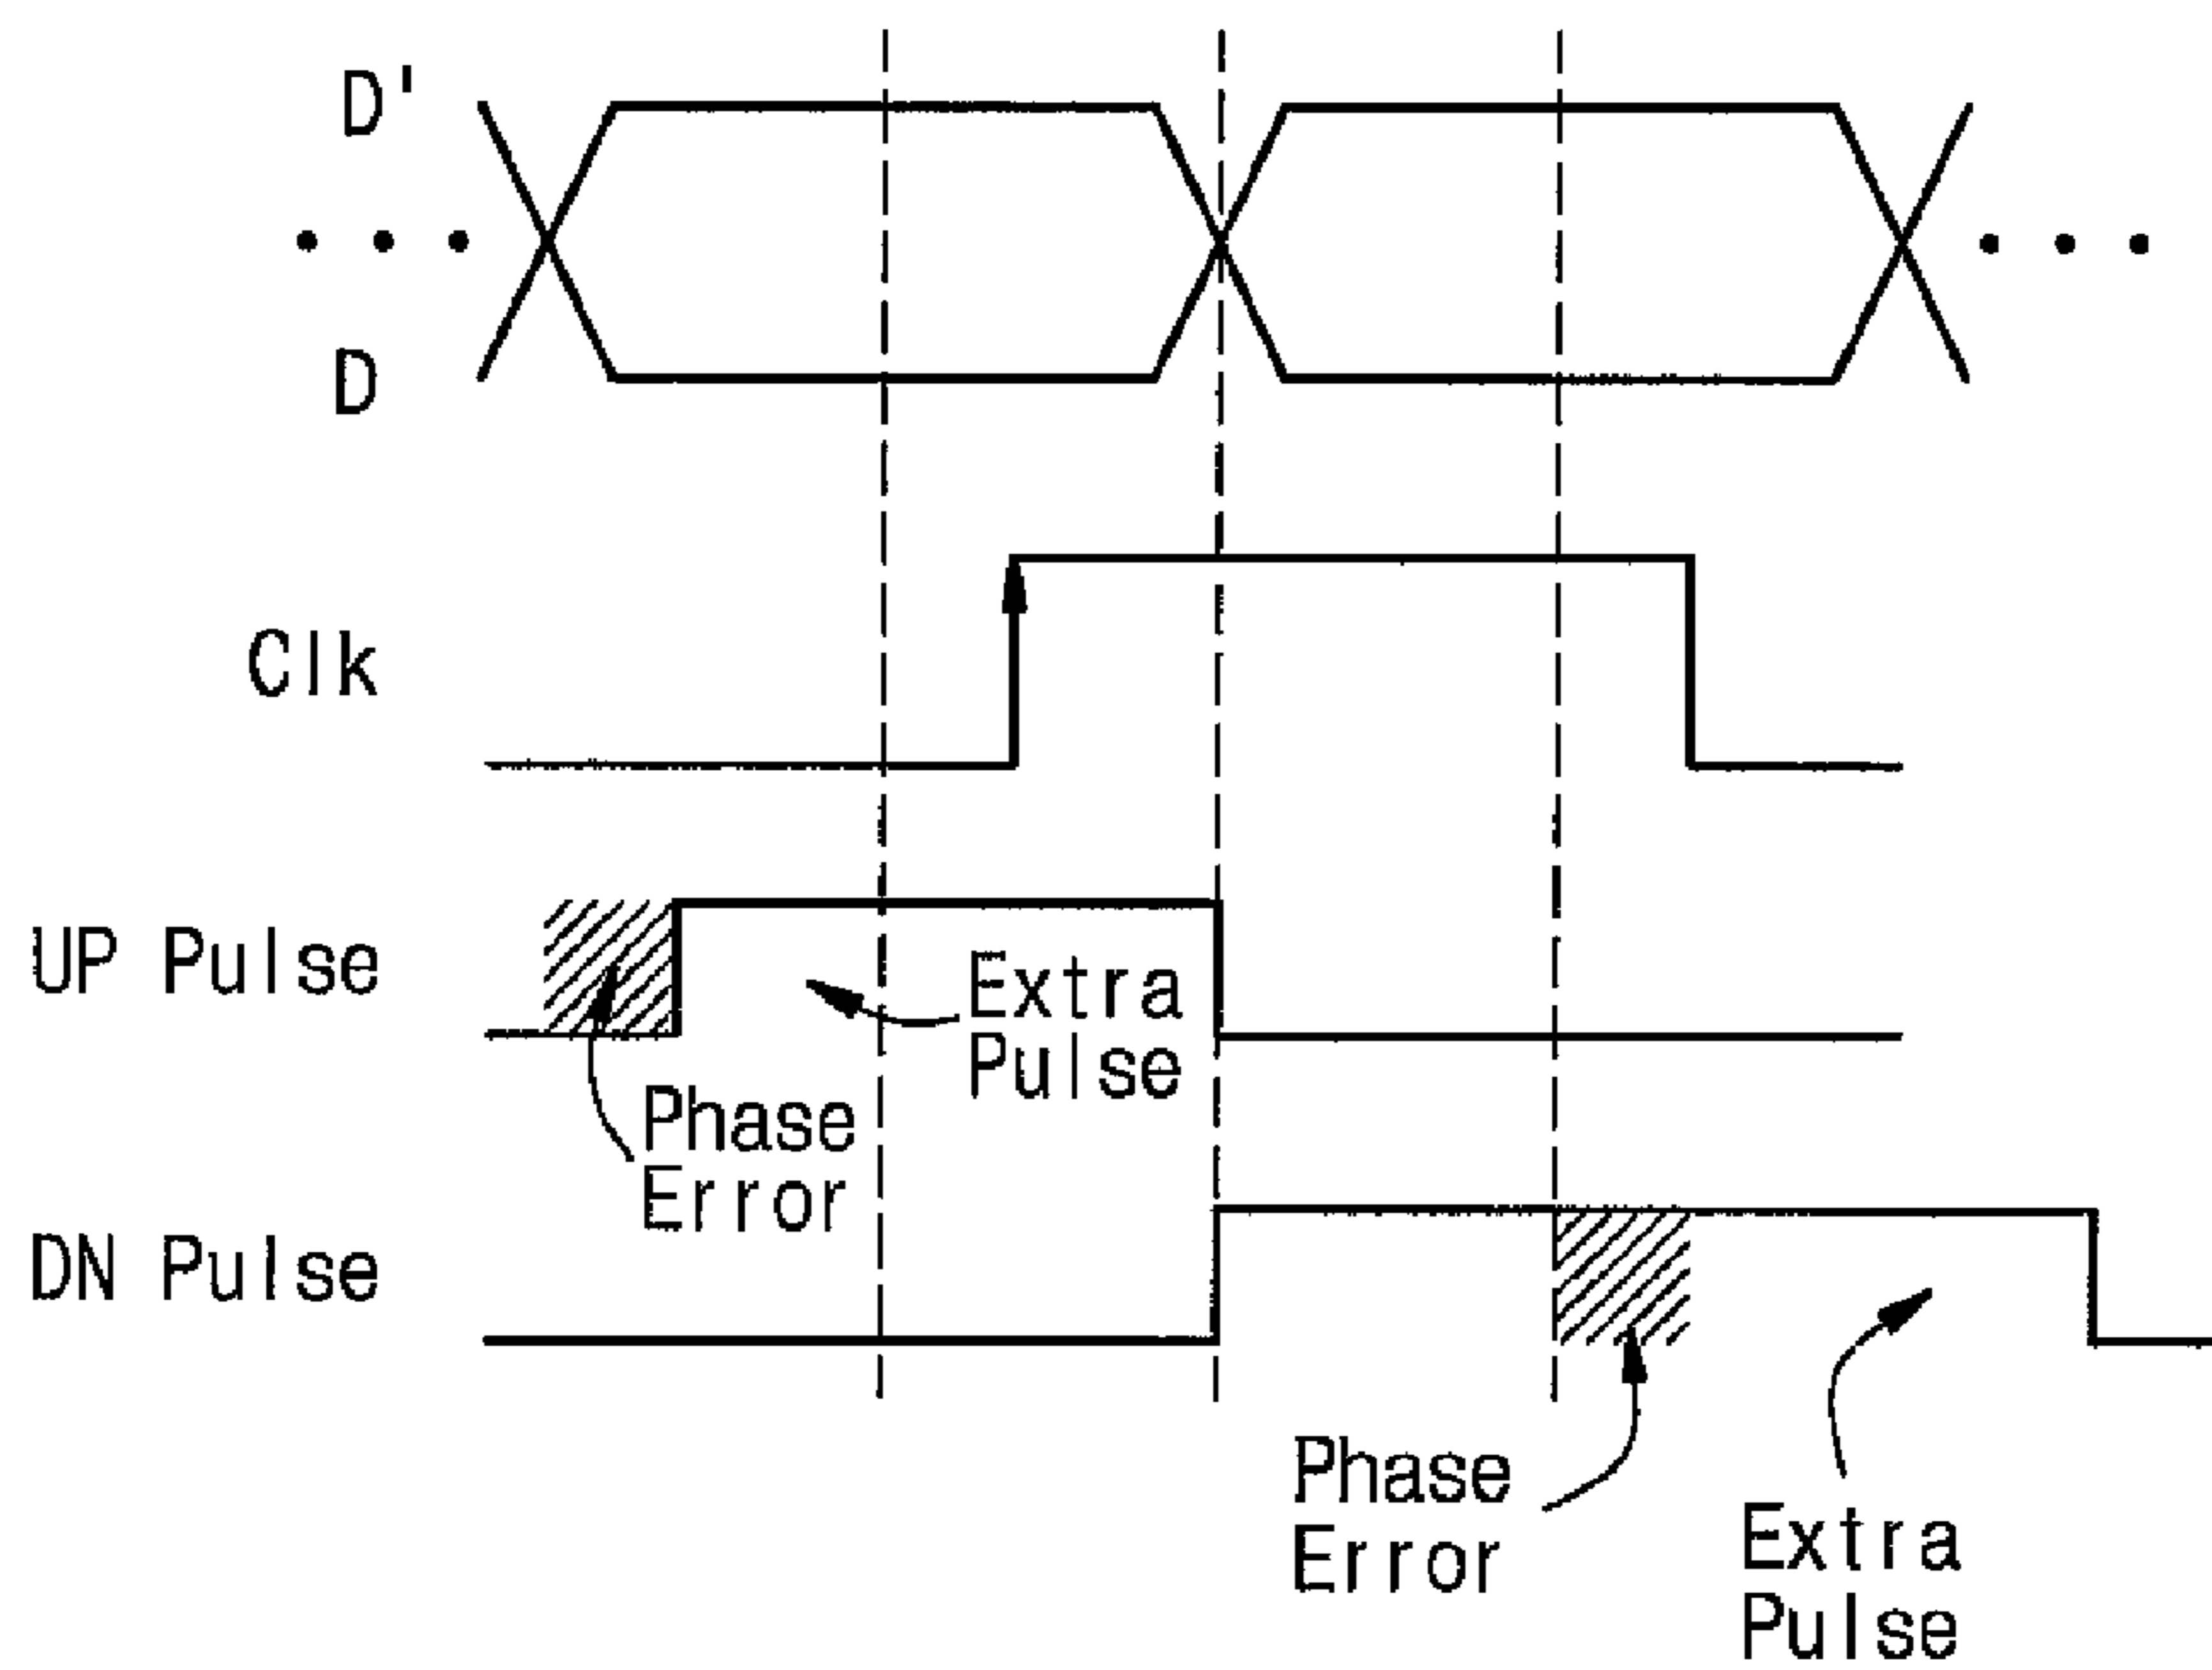 D'
D
Clk
UP Pulse
Extra
Pulse
Phase
Error
DN Pulse
Phase
Error
Extra
Pulse